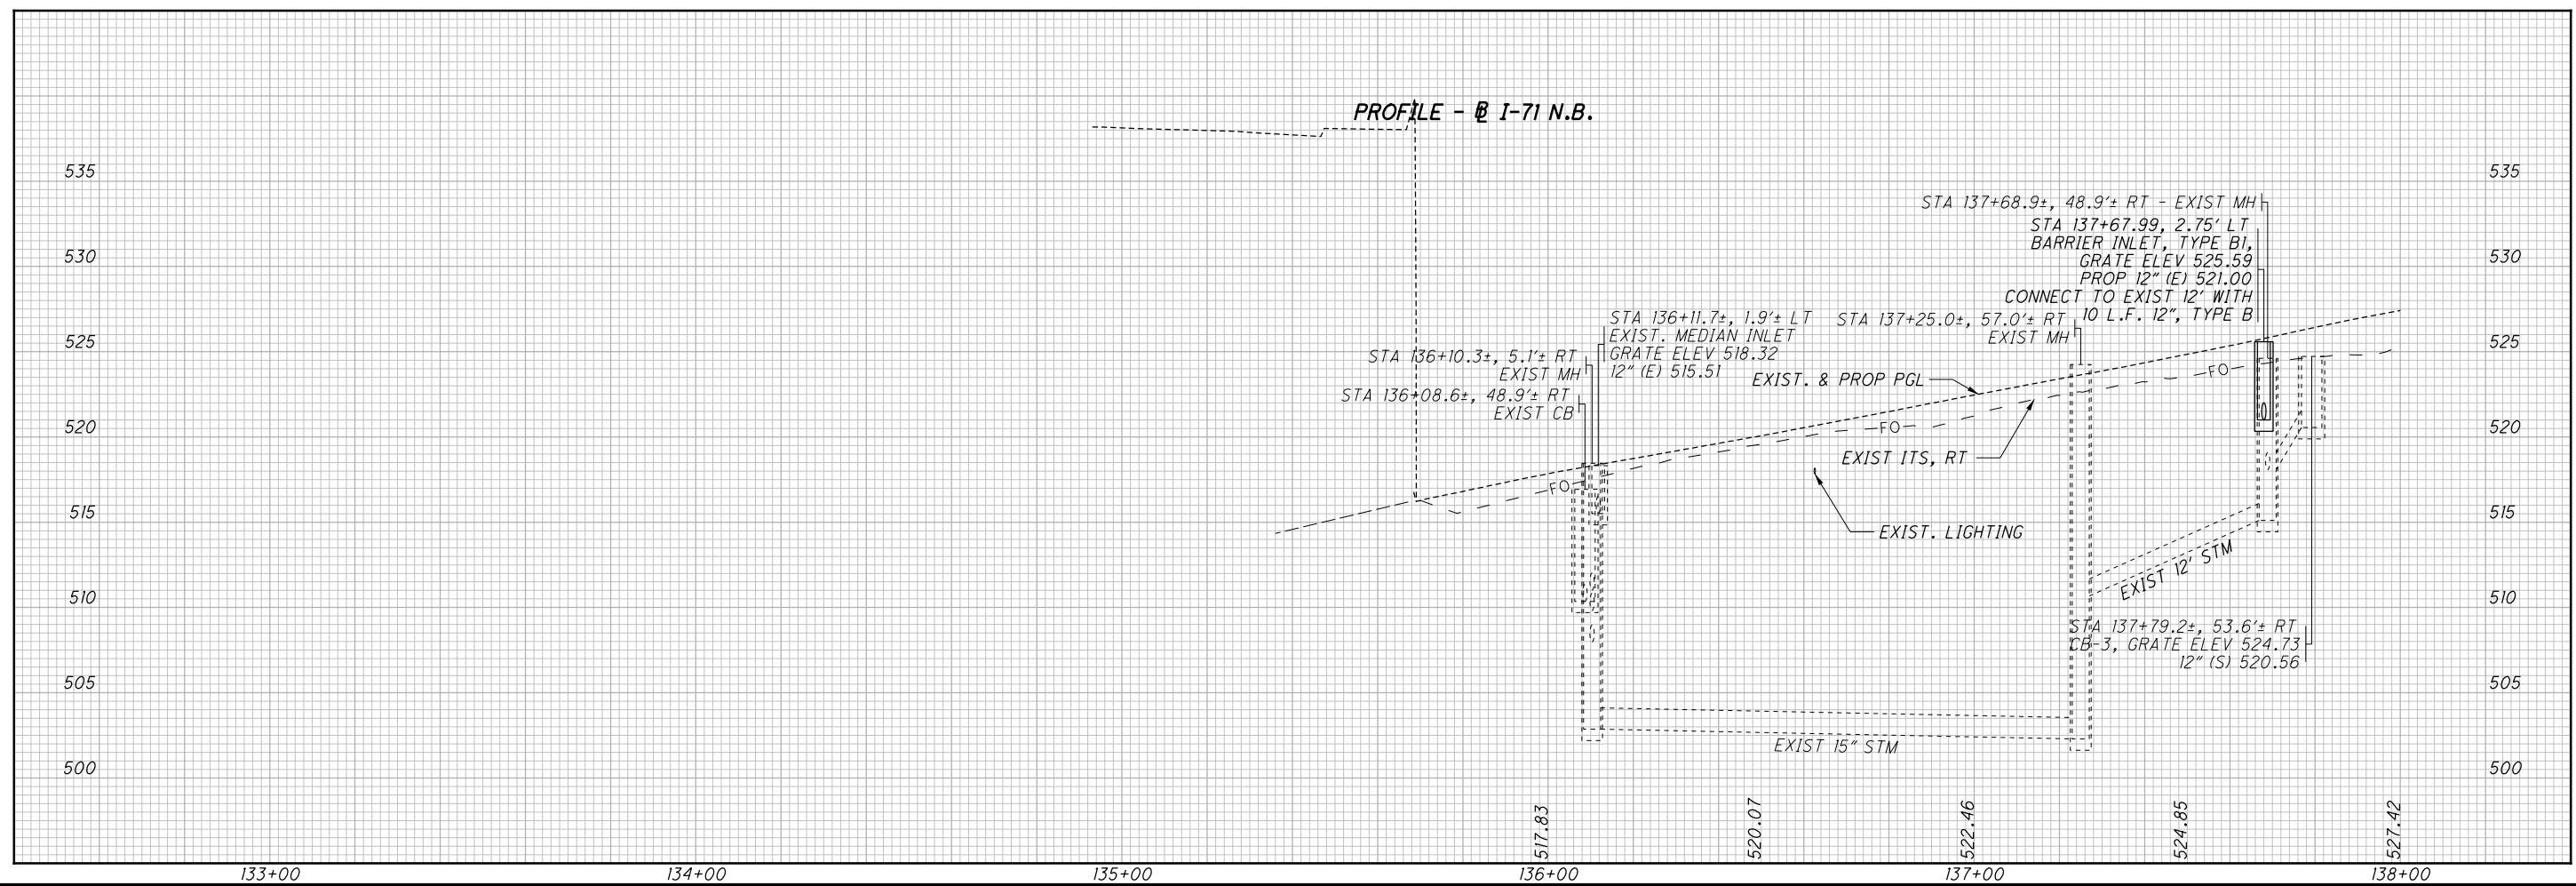 PROFILE - ℄ I-71 N.B.
535
535
STA 137+68.9±, 48.9'± RT - EXIST MH
STA 137+67.99, 2.75' LT
BARRIER INLET, TYPE B1,
GRATE ELEV 525.59
PROP 12" (E) 521.00
CONNECT TO EXIST 12' WITH
10 L.F. 12", TYPE B
530
530
STA 136+11.7±, 1.9'± LT
EXIST. MEDIAN INLET
GRATE ELEV 518.32
12" (E) 515.51
STA 137+25.0±, 57.0'± RT
EXIST MH
525
525
STA 136+10.3±, 5.1'± RT
EXIST MH
STA 136+08.6±, 48.9'± RT
EXIST CB
EXIST. & PROP PGL
FO
520
520
FO
EXIST ITS, RT
FO
515
515
EXIST. LIGHTING
EXIST 12' STM
510
510
STA 137+79.2±, 53.6'± RT
CB-3, GRATE ELEV 524.73
12" (S) 520.56
505
505
EXIST 15" STM
500
500
517.83
520.07
522.46
524.85
527.42
133+00
134+00
135+00
136+00
137+00
138+00